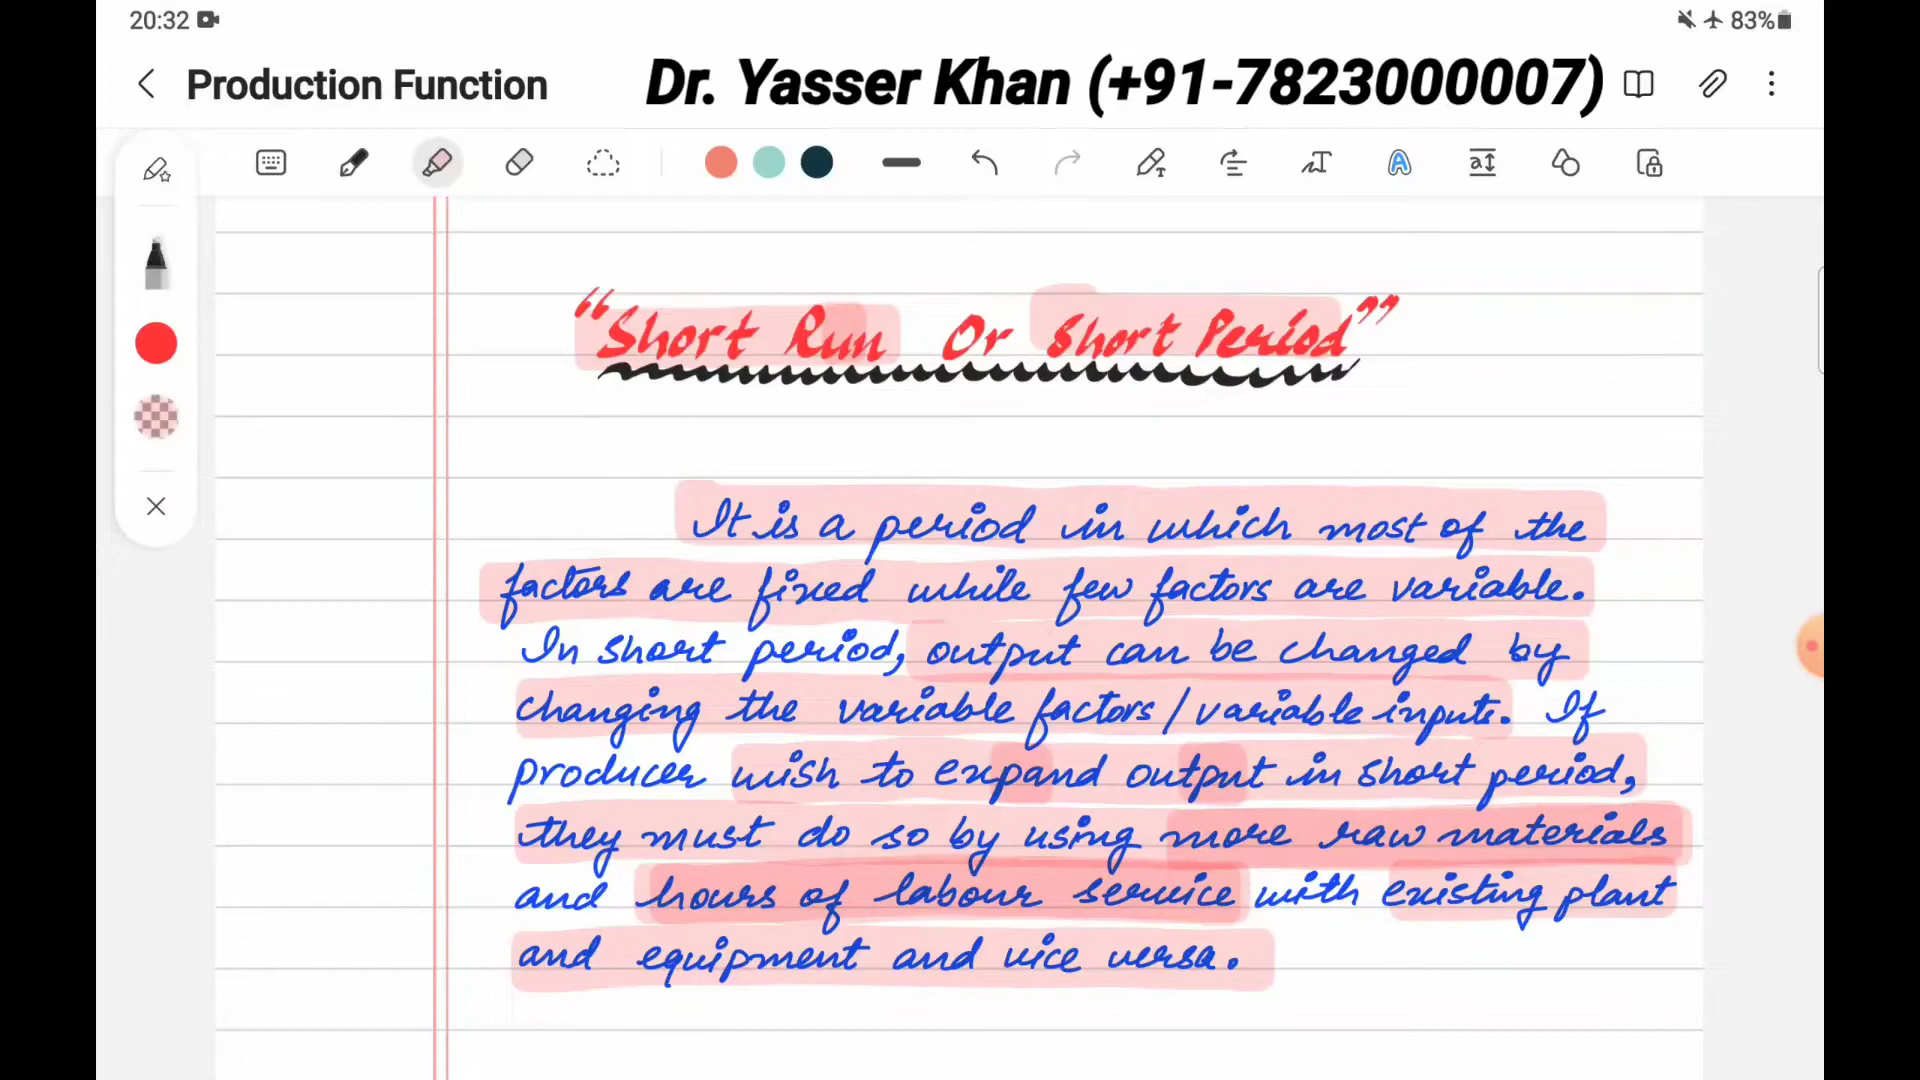 20:32
83%
Production Function
Dr. Yasser Khan (+91-7823000007)
"Short Run Or Short Period"
It is a period in which most of the
factors are fixed while few factors are variable.
In short period, output can be changed by
changing the variable factors/variable inputs. If
producer wish to expand output in short period,
they must do so by using more raw materials
and hours of labour service with existing plant
and equipment and vice versa.